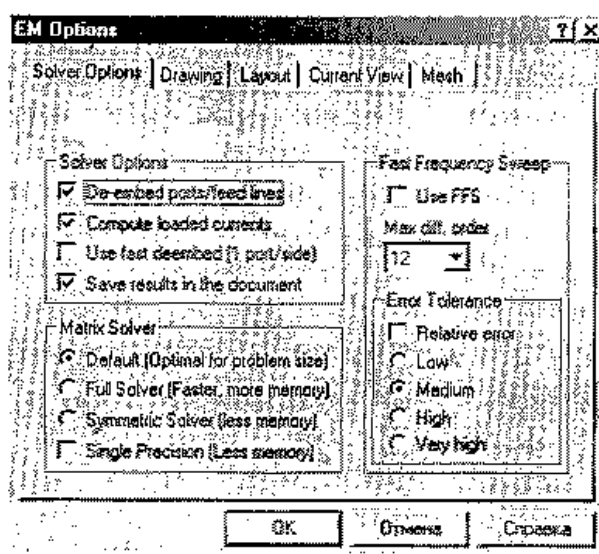 EM Options
Solver Options Drawing Layout Current View Mesh
Solver Options
De-embed ports/feed lines
Compute loaded currents
Use fast deembed (1 port/side)
Save results in the document
Matrix Solver
Default (Optimal for problem size)
Full Solver (Faster, more memory)
Symmetric Solver (less memory)
Single Precision (Less memory)
Fast Frequency Sweep
Use FFS
Max diff. order
12
Error Tolerance
Relative error
Low
Medium
High
Very high
OK Отмена Справка